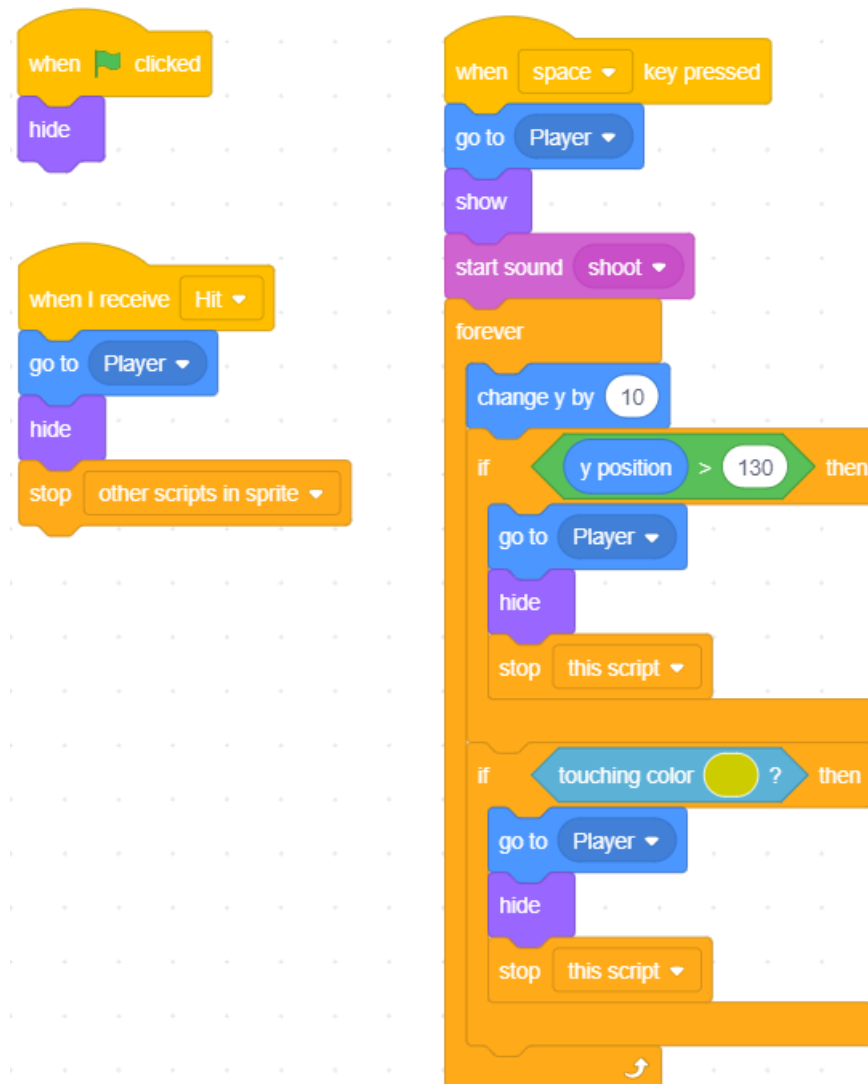 when clicked
hide
when I receive Hit
go to Player
hide
stop other scripts in sprite
when space key pressed
go to Player
show
start sound shoot
forever
change y by 10
if y position > 130 then
go to Player
hide
stop this script
if touching color ? then
go to Player
hide
stop this script